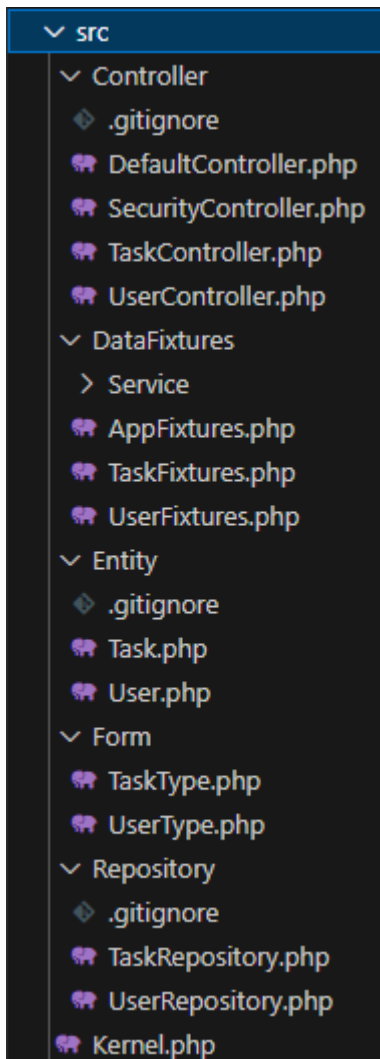 src
Controller
.gitignore
DefaultController.php
SecurityController.php
TaskController.php
UserController.php
DataFixtures
Service
AppFixtures.php
TaskFixtures.php
UserFixtures.php
Entity
.gitignore
Task.php
User.php
Form
TaskType.php
UserType.php
Repository
.gitignore
TaskRepository.php
UserRepository.php
Kernel.php